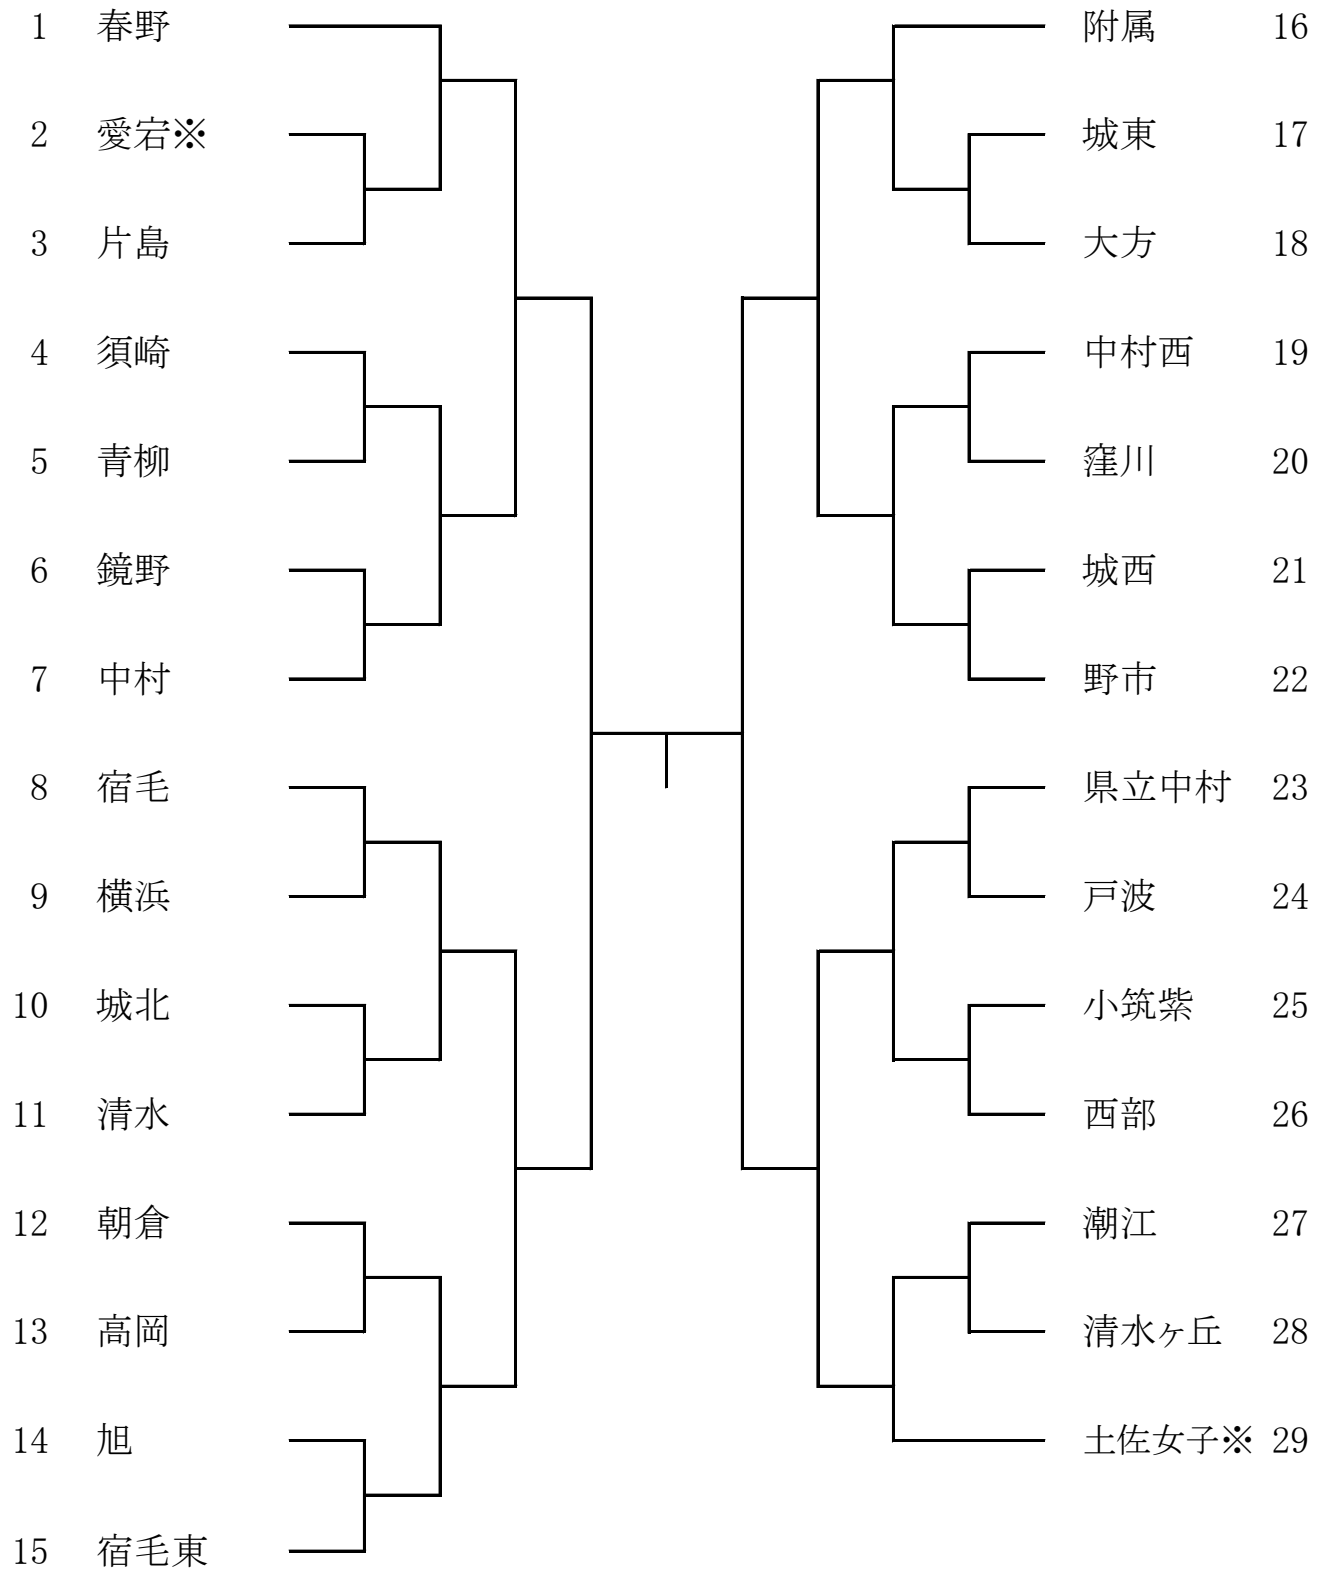 1 春野 附属 16
2 愛宕※ 城東 17
3 片島 大方 18
4 須崎 中村西 19
5 青柳 窪川 20
6 鏡野 城西 21
7 中村 野市 22
8 宿毛 県立中村 23
9 横浜 戸波 24
10 城北 小筑紫 25
11 清水 西部 26
12 朝倉 潮江 27
13 高岡 清水ヶ丘 28
14 旭 土佐女子※ 29
15 宿毛東